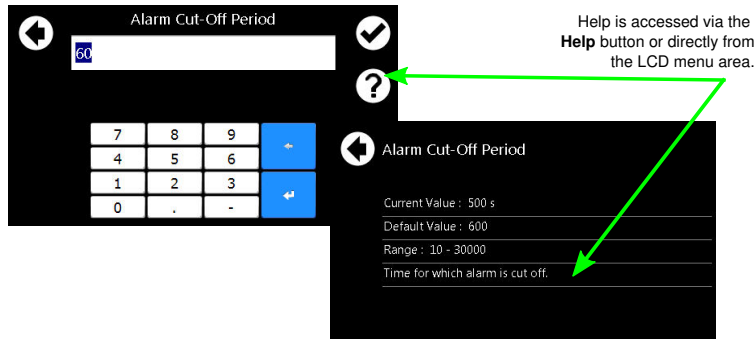 Alarm Cut-Off Period
60
7 8 9
4 5 6
1 2 3
0 . -
?
Help is accessed via the
Help button or directly from
the LCD menu area.
Alarm Cut-Off Period
Current Value : 500 s
Default Value : 600
Range : 10 - 30000
Time for which alarm is cut off.